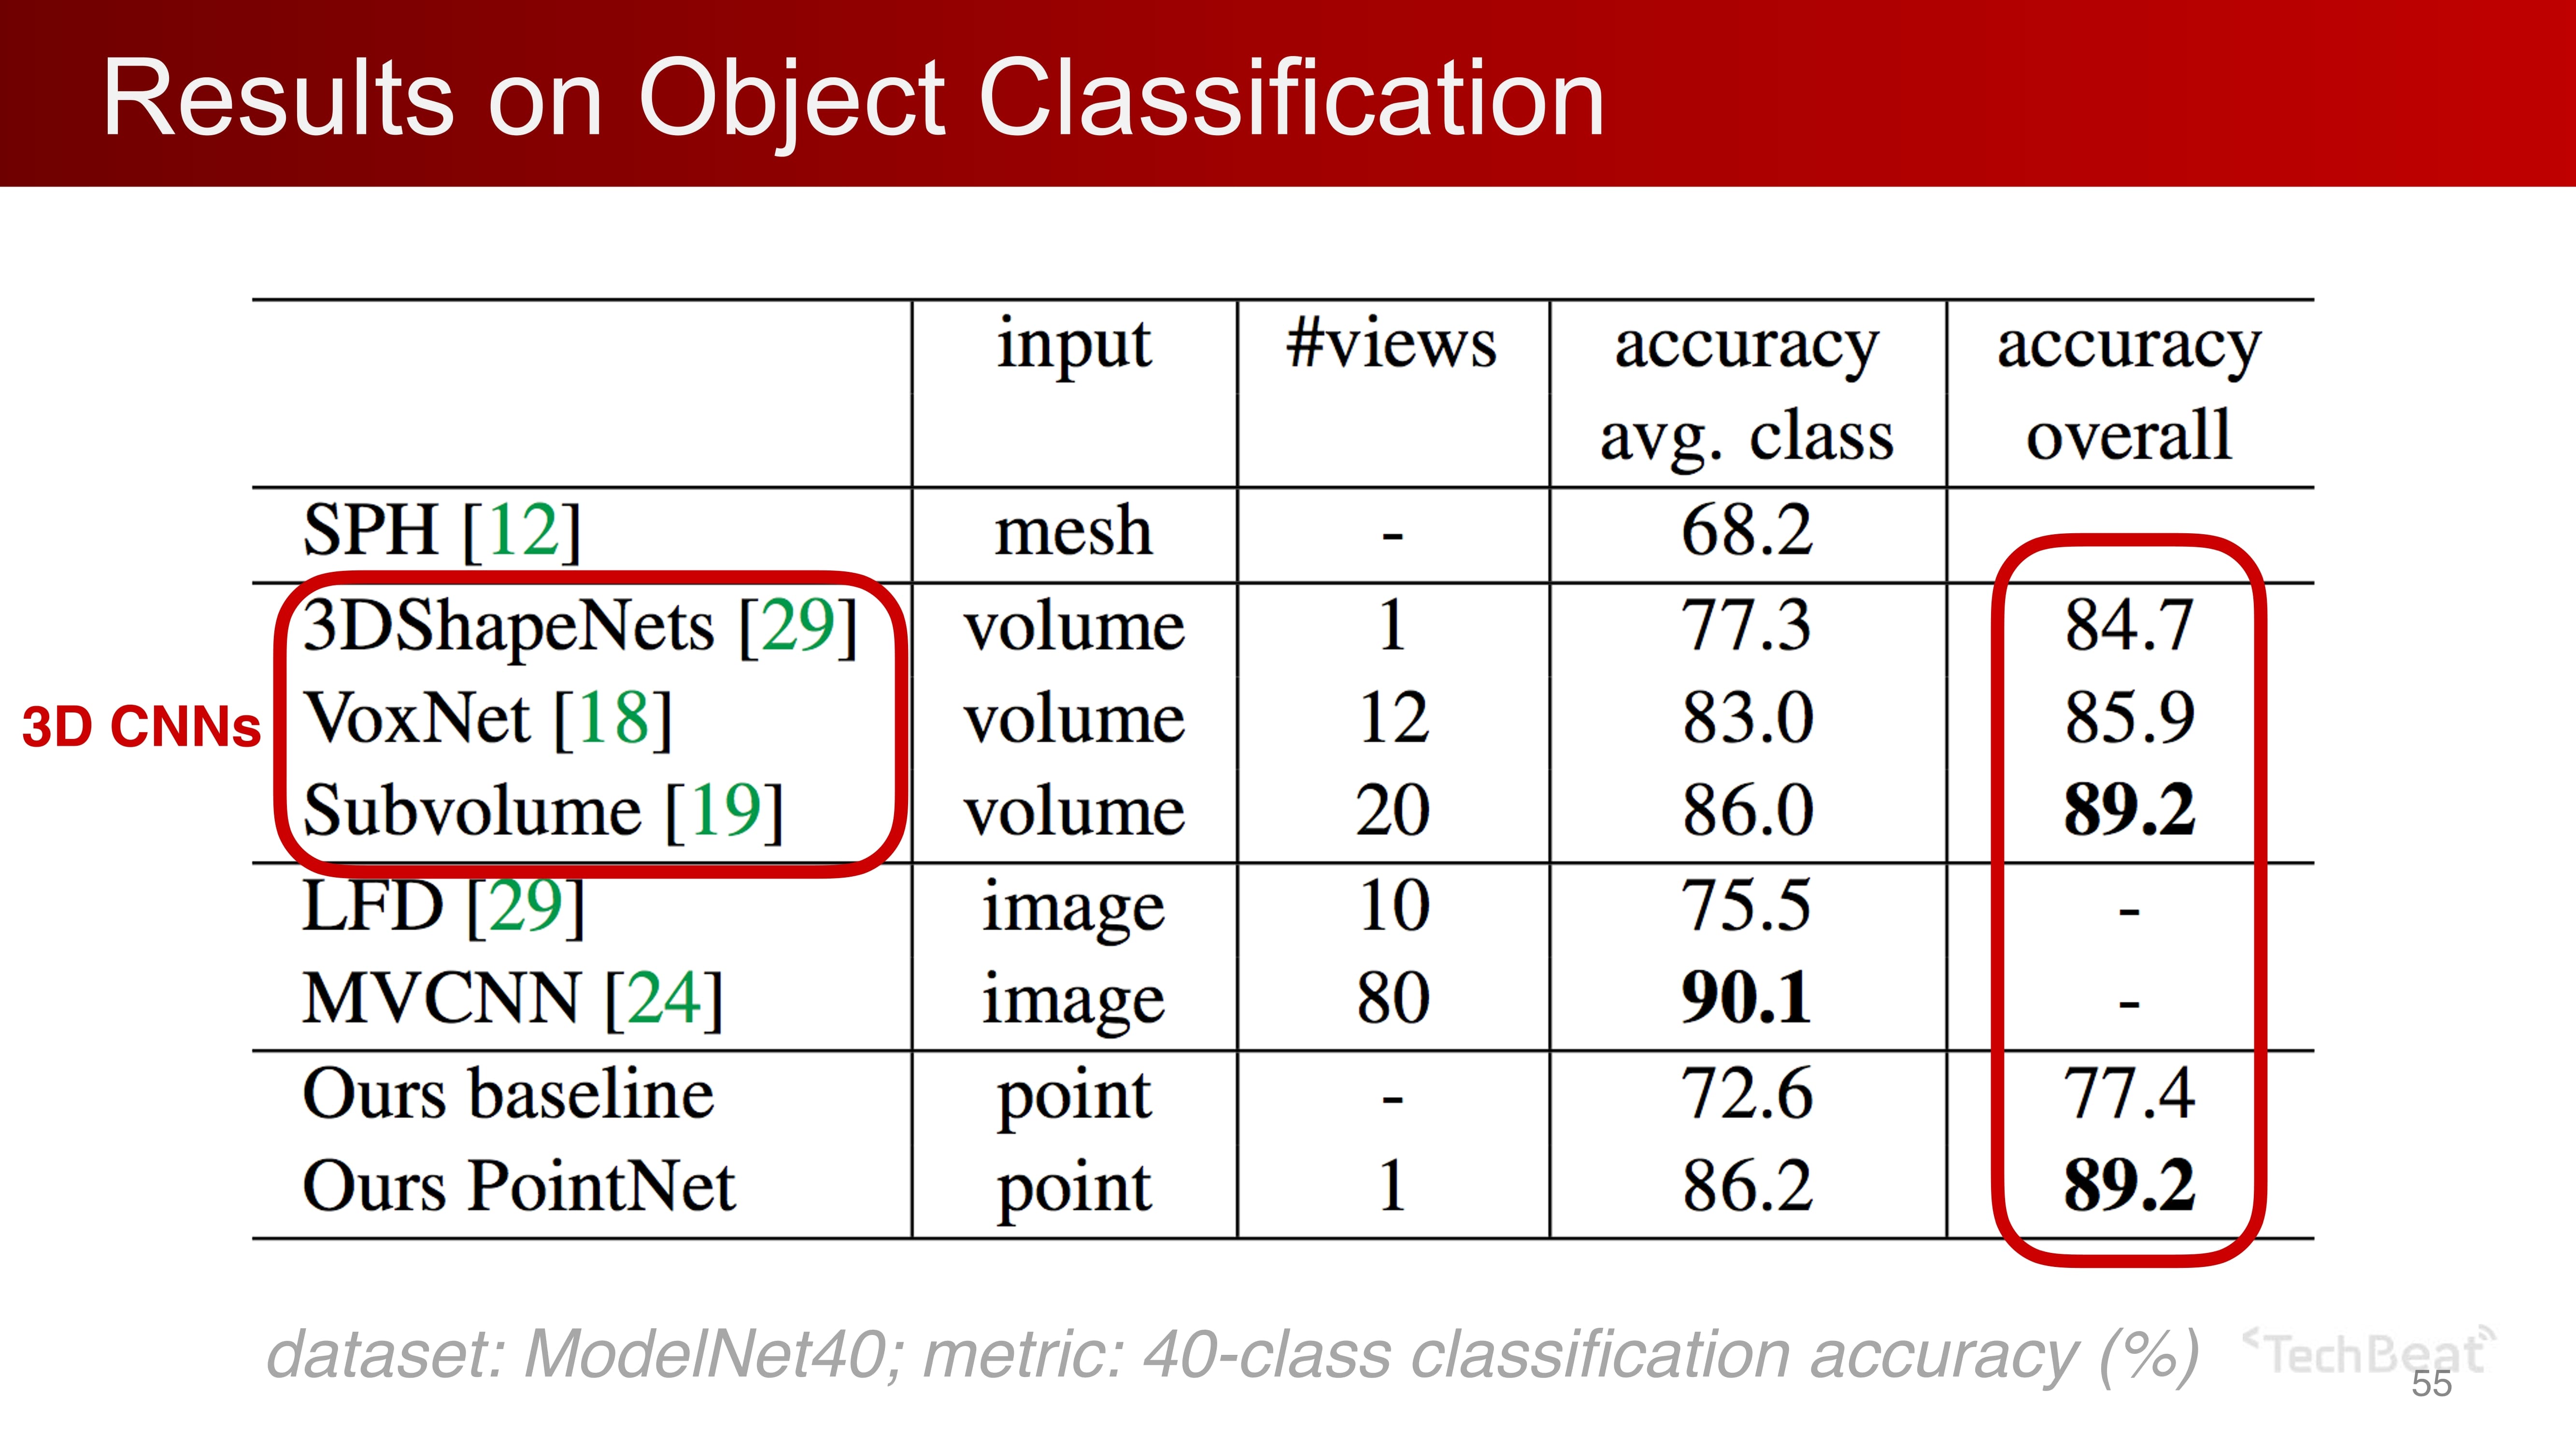 Results on Object Classification
input #views accuracy accuracy
avg. class overall
SPH [12] mesh - 68.2
3DShapeNets [29] volume 1 77.3 84.7
3D CNNs VoxNet [18] volume 12 83.0 85.9
Subvolume [19] volume 20 86.0 89.2
LFD [29] image 10 75.5 -
MVCNN [24] image 80 90.1 -
Ours baseline point - 72.6 77.4
Ours PointNet point 1 86.2 89.2
dataset: ModelNet40; metric: 40-class classification accuracy (%)
TechBeat
55